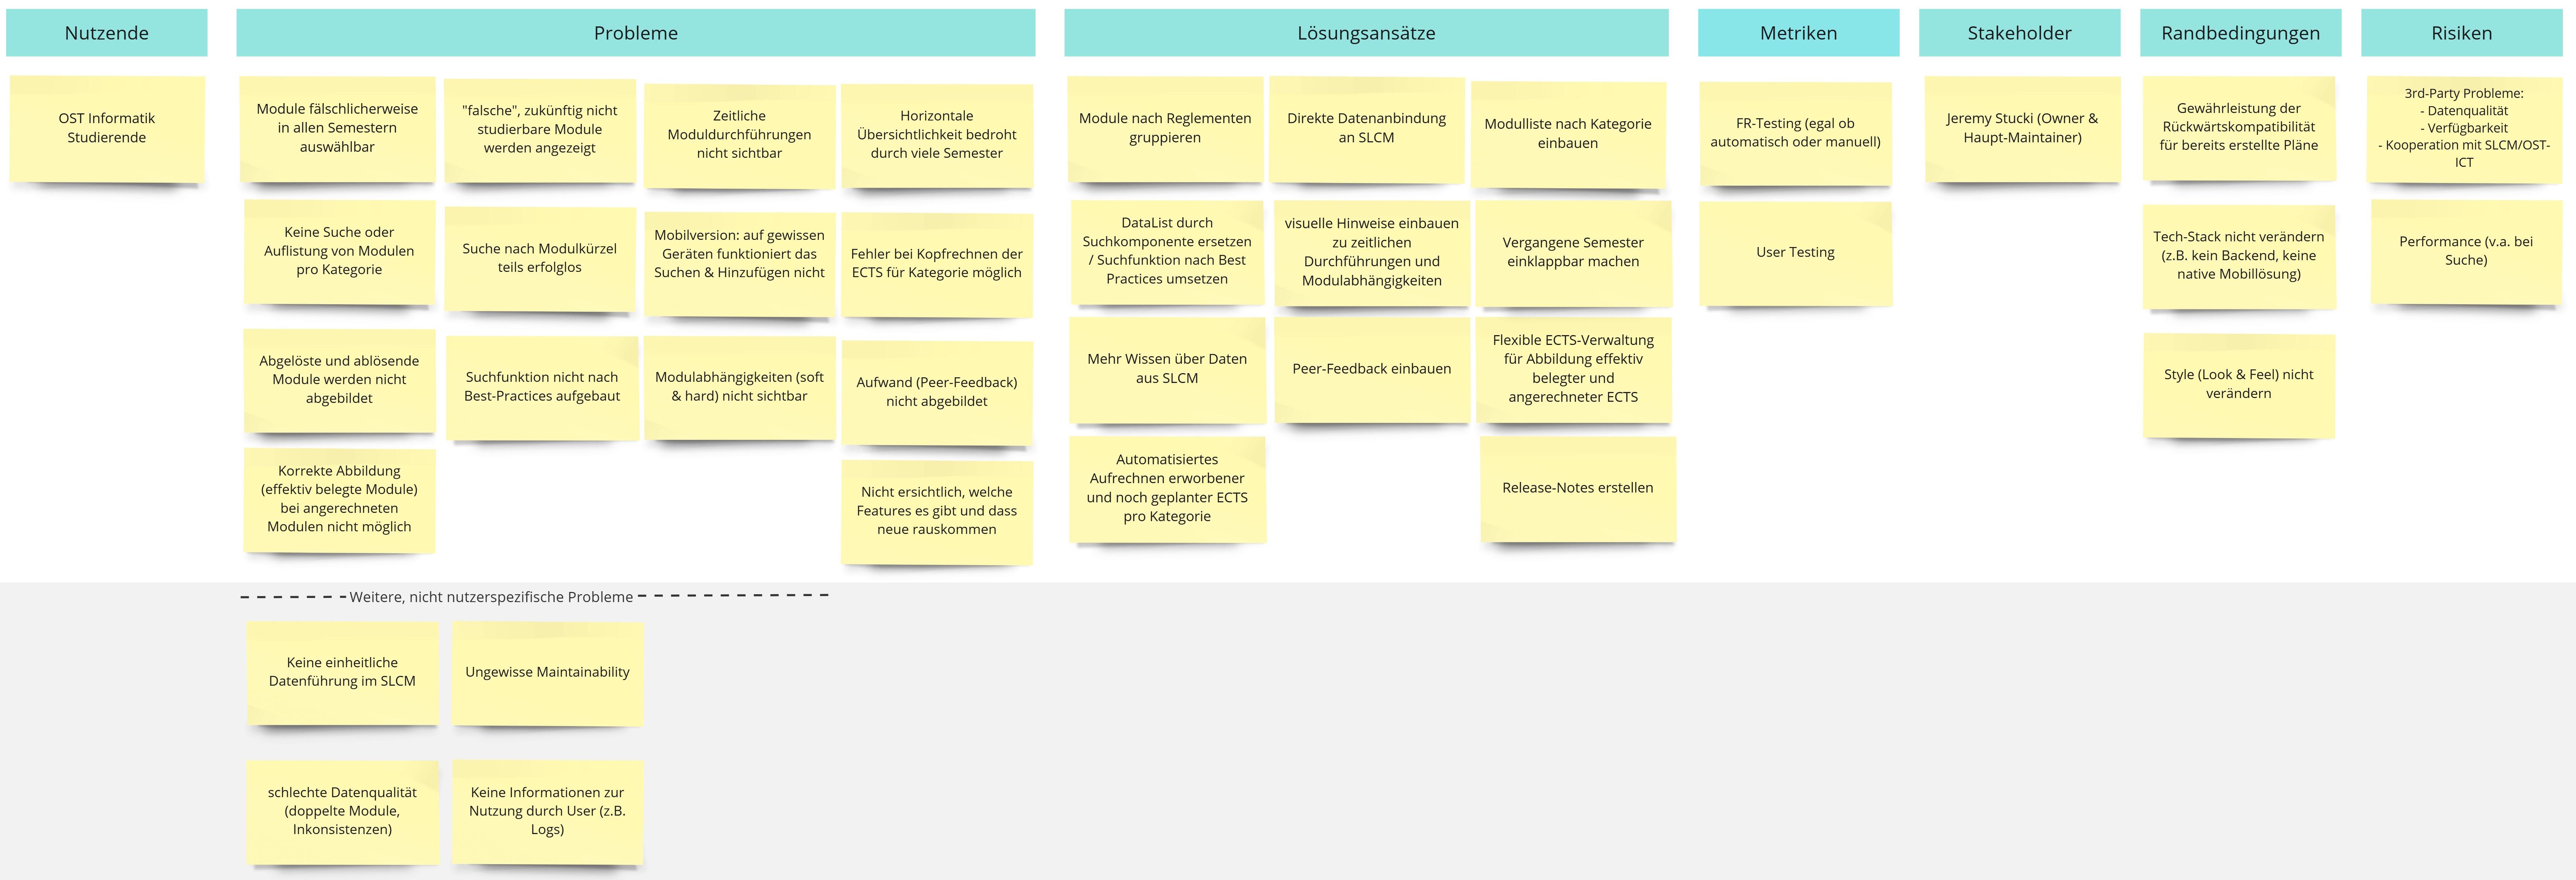 Nutzende
Probleme
Lösungsansätze
Metriken
Stakeholder
Randbedingungen
Risiken
OST Informatik
Studierende
Module fälschlicherweise
in allen Semestern
auswählbar
"falsche", zukünftig nicht
studierbare Module
werden angezeigt
Zeitliche
Moduldurchführungen
nicht sichtbar
Horizontale
Übersichtlichkeit bedroht
durch viele Semester
Keine Suche oder
Auflistung von Modulen
pro Kategorie
Suche nach Modulkürzel
teils erfolglos
Mobilversion: auf gewissen
Geräten funktioniert das
Suchen & Hinzufügen nicht
Fehler bei Kopfrechnen der
ECTS für Kategorie möglich
Abgelöste und ablösende
Module werden nicht
abgebildet
Suchfunktion nicht nach
Best-Practices aufgebaut
Modulabhängigkeiten (soft
& hard) nicht sichtbar
Aufwand (Peer-Feedback)
nicht abgebildet
Korrekte Abbildung
(effektiv belegte Module)
bei angerechneten
Modulen nicht möglich
Nicht ersichtlich, welche
Features es gibt und dass
neue rauskommen
Module nach Reglementen
gruppieren
Direkte Datenanbindung
an SLCM
Modulliste nach Kategorie
einbauen
DataList durch
Suchkomponente ersetzen
/ Suchfunktion nach Best
Practices umsetzen
visuelle Hinweise einbauen
zu zeitlichen
Durchführungen und
Modulabhängigkeiten
Vergangene Semester
einklappbar machen
Mehr Wissen über Daten
aus SLCM
Peer-Feedback einbauen
Flexible ECTS-Verwaltung
für Abbildung effektiv
belegter und
angerechneter ECTS
Automatisiertes
Aufrechnen erworbener
und noch geplanter ECTS
pro Kategorie
Release-Notes erstellen
FR-Testing (egal ob
automatisch oder manuell)
User Testing
Jeremy Stucki (Owner &
Haupt-Maintainer)
Gewährleistung der
Rückwärtskompatibilität
für bereits erstellte Pläne
Tech-Stack nicht verändern
(z.B. kein Backend, keine
native Mobillösung)
Style (Look & Feel) nicht
verändern
3rd-Party Probleme:
- Datenqualität
- Verfügbarkeit
- Kooperation mit SLCM/OST-
ICT
Performance (v.a. bei
Suche)
Weitere, nicht nutzerspezifische Probleme
Keine einheitliche
Datenführung im SLCM
Ungewisse Maintainability
schlechte Datenqualität
(doppelte Module,
Inkonsistenzen)
Keine Informationen zur
Nutzung durch User (z.B.
Logs)